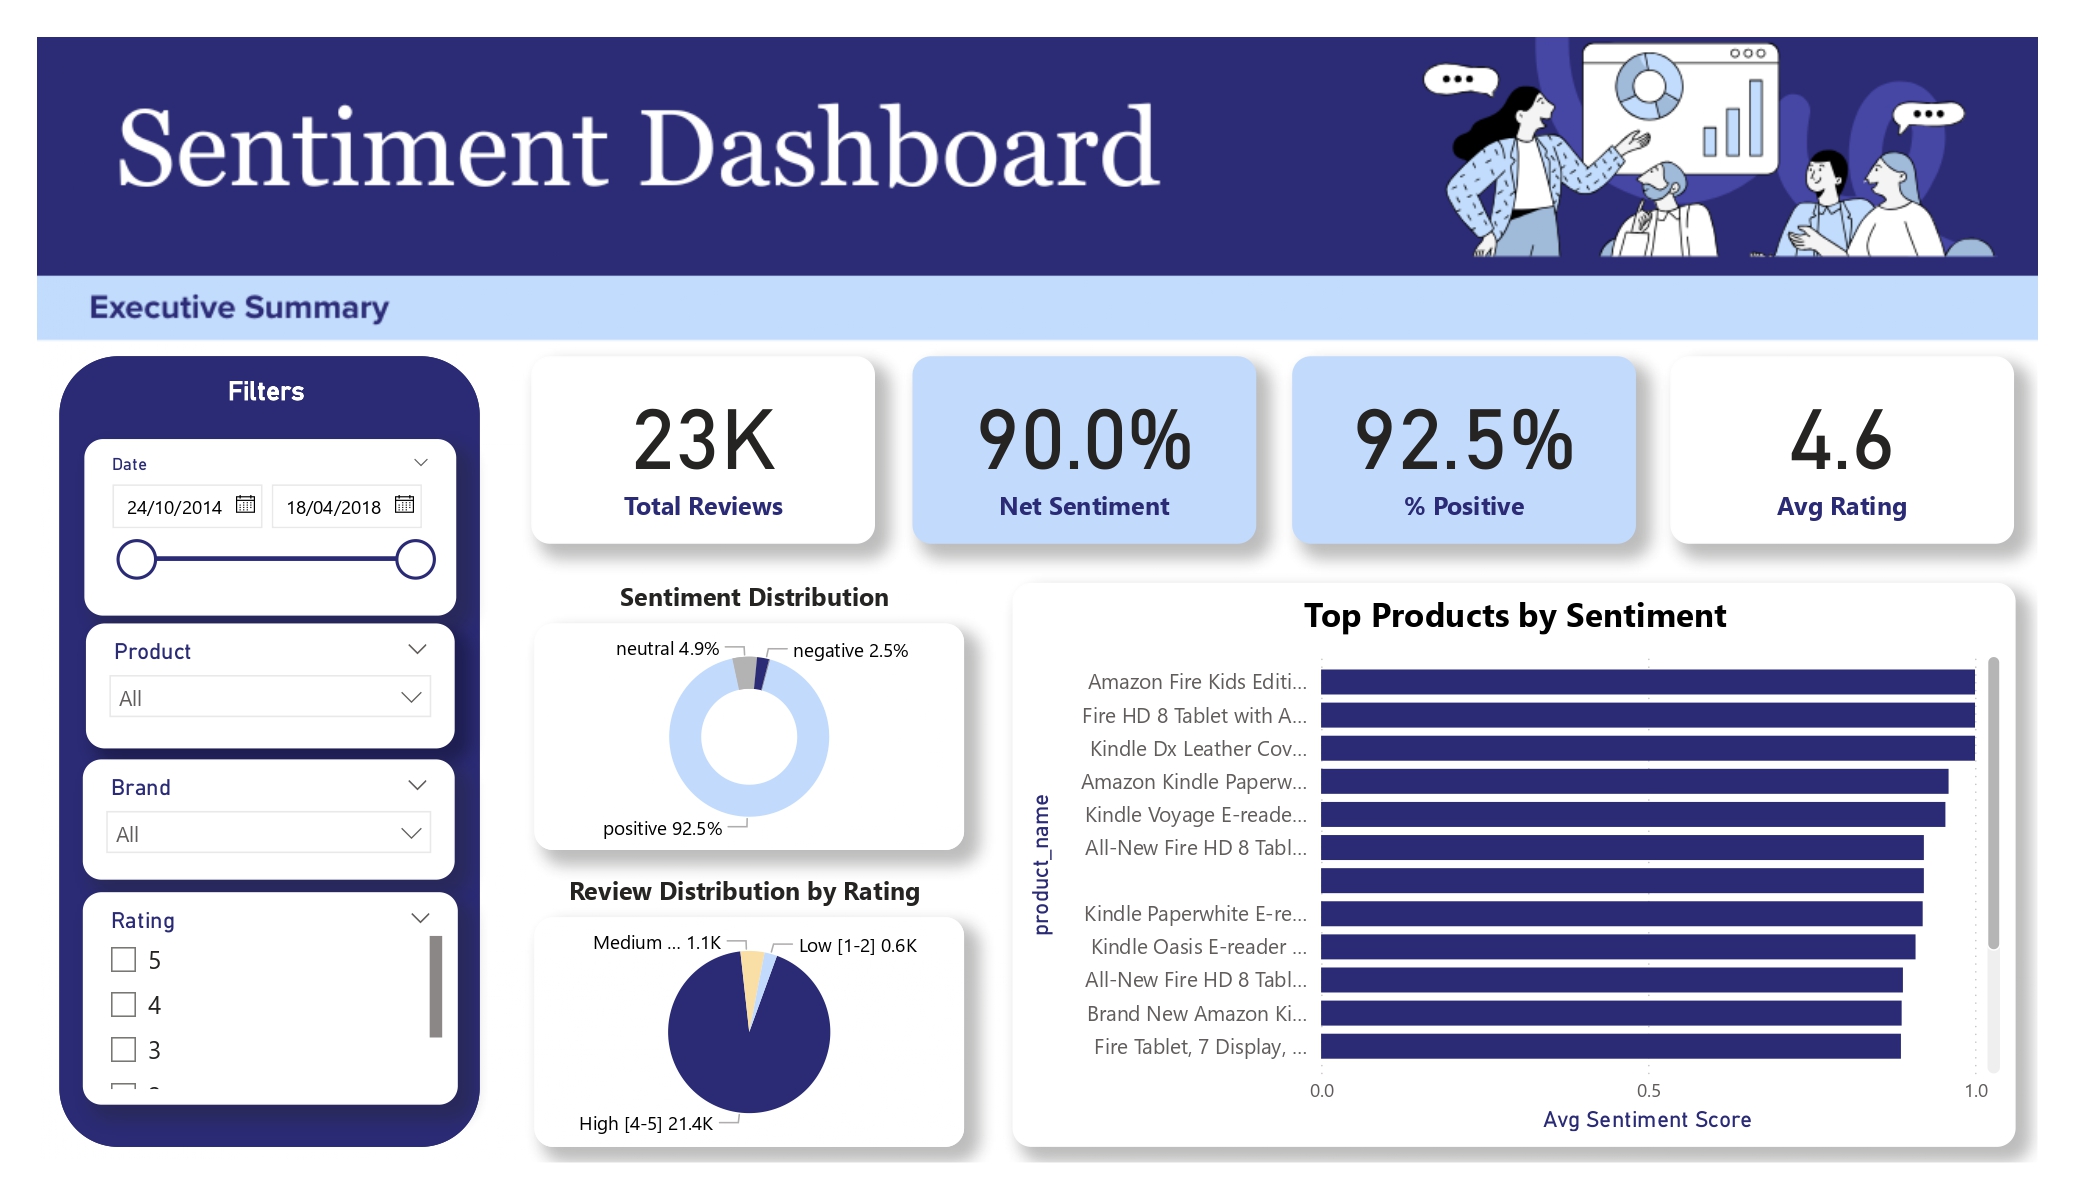 Sentiment Dashboard
Executive Summary
Filters
Date
24/10/2014
18/04/2018
Product
All
Brand
All
Rating
5
4
3
23K
Total Reviews
90.0%
Net Sentiment
92.5%
% Positive
4.6
Avg Rating
Sentiment Distribution
neutral 4.9%
negative 2.5%
positive 92.5%
Review Distribution by Rating
Medium ... 1.1K
Low [1-2] 0.6K
High [4-5] 21.4K
Top Products by Sentiment
product_name
Amazon Fire Kids Editi...
Fire HD 8 Tablet with A...
Kindle Dx Leather Cov...
Amazon Kindle Paperw...
Kindle Voyage E-reade...
All-New Fire HD 8 Tabl...
Kindle Paperwhite E-re...
Kindle Oasis E-reader ...
All-New Fire HD 8 Tabl...
Brand New Amazon Ki...
Fire Tablet, 7 Display, ...
0.0
0.5
1.0
Avg Sentiment Score